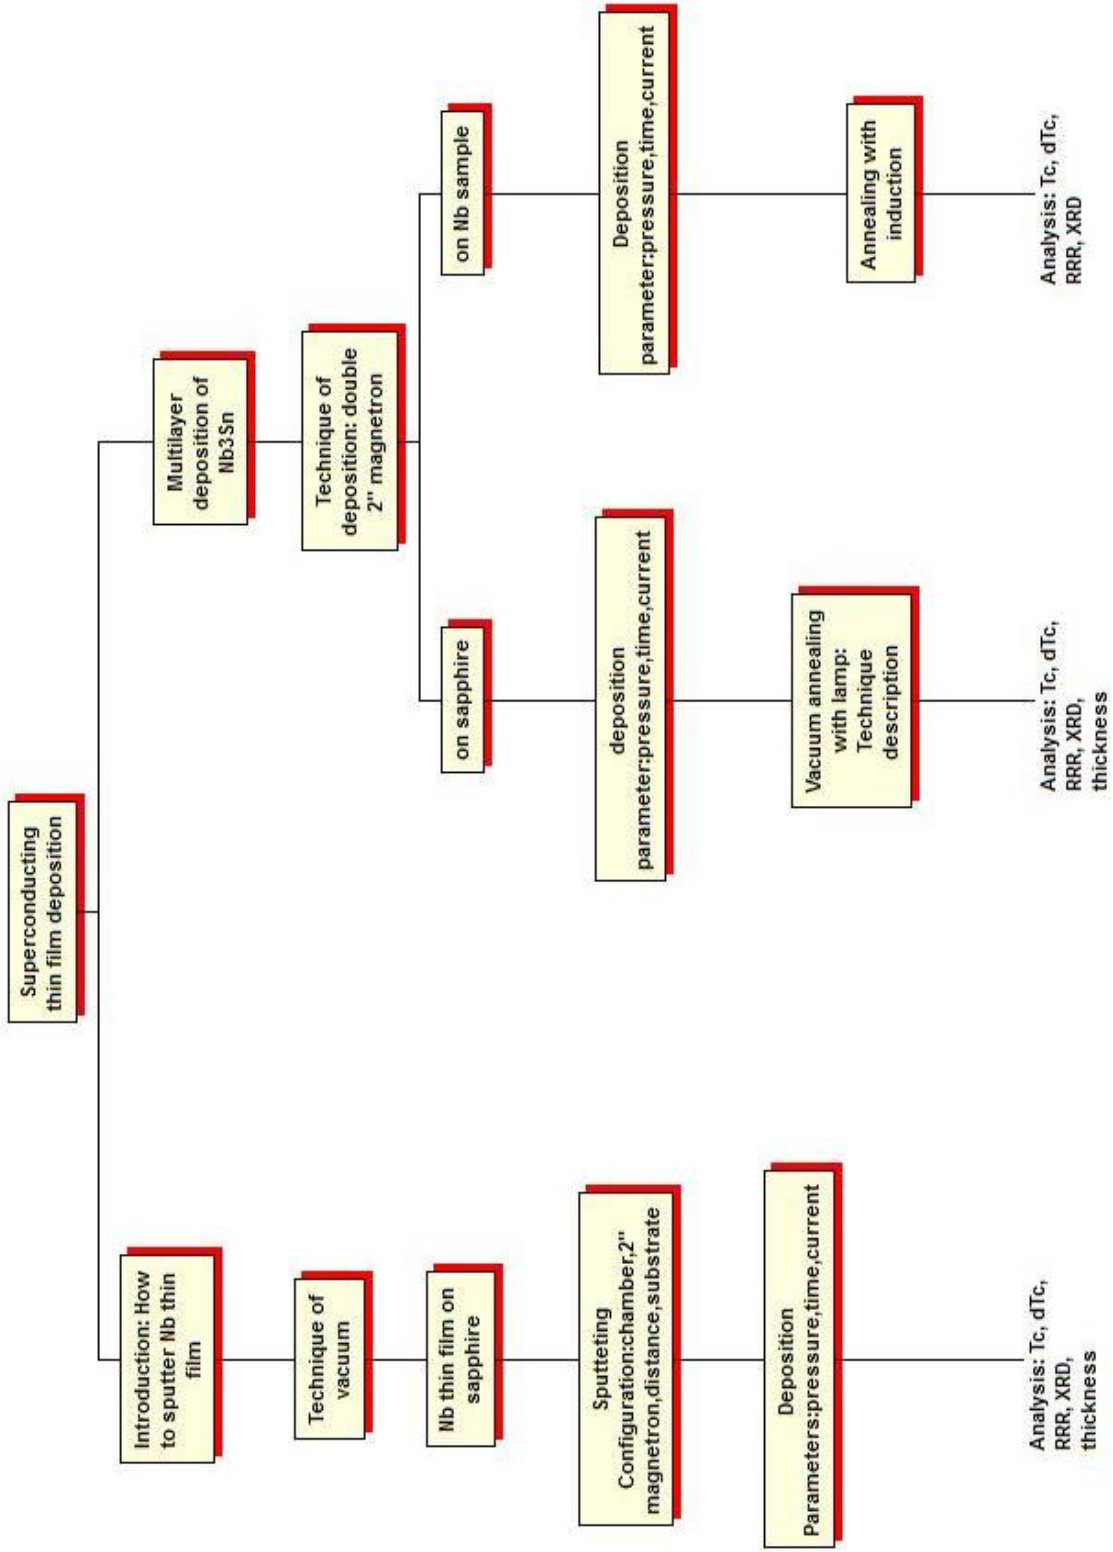 Superconducting
thin film deposition
Introduction: How
to sputter Nb thin
film
Technique of
vacuum
Nb thin film on
sapphire
Sputteting
Configuration:chamber,2"
magnetron,distance,substrate
Deposition
Parameters:pressure,time,current
Analysis: Tc, dTc,
RRR, XRD,
thickness
Multilayer
deposition of
Nb3Sn
Technique of
deposition: double
2" magnetron
on sapphire
deposition
parameter:pressure,time,current
Vacuum annealing
with lamp:
Technique
description
Analysis: Tc, dTc,
RRR, XRD,
thickness
on Nb sample
Deposition
parameter:pressure,time,current
Annealing with
induction
Analysis: Tc, dTc,
RRR, XRD